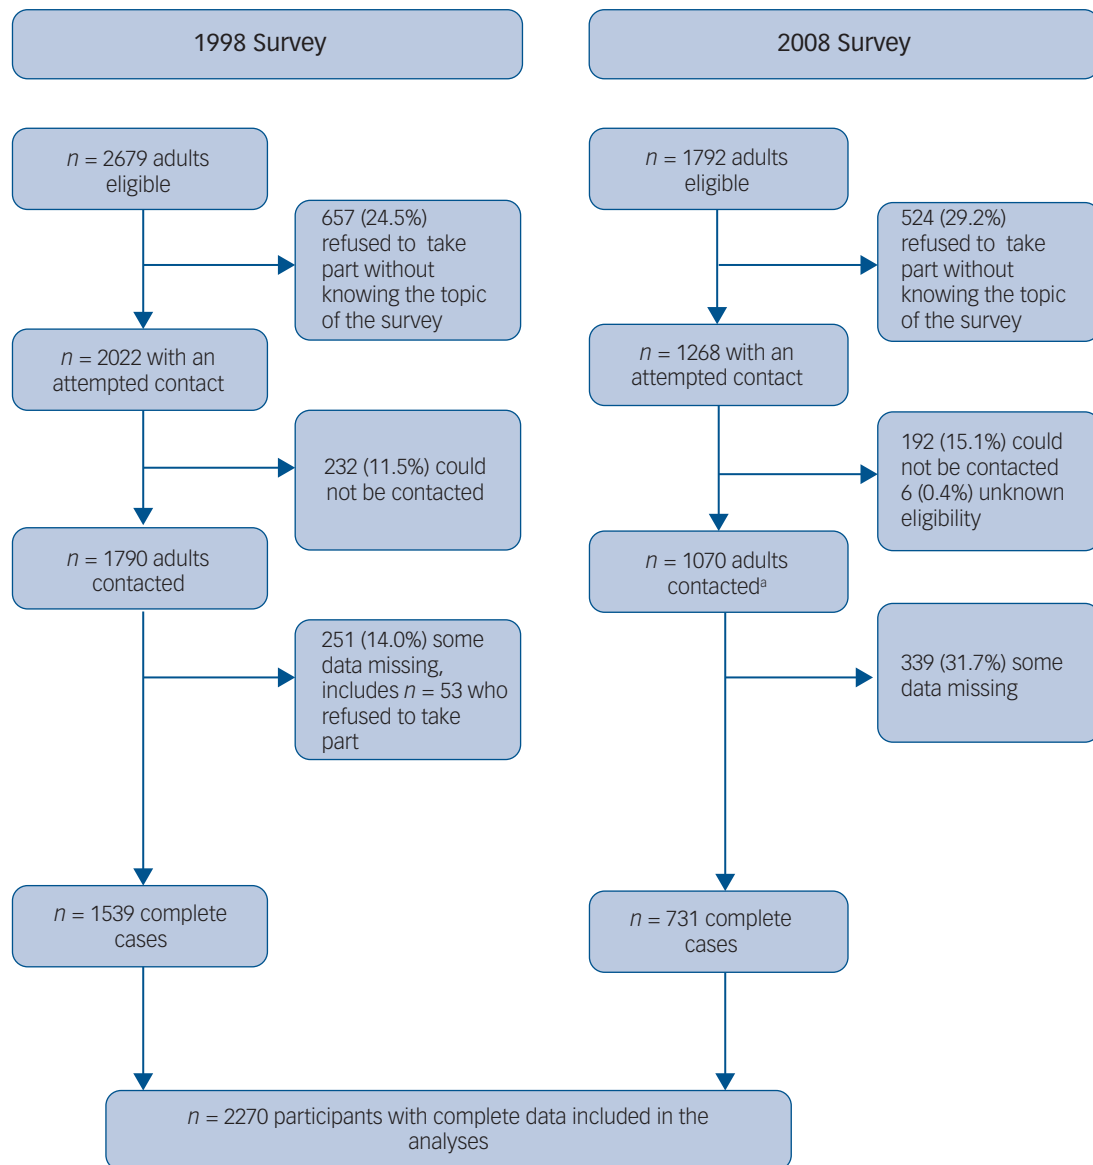 1998 Survey
n = 2679 adults
eligible
657 (24.5%)
refused to take
part without
knowing the topic
of the survey
n = 2022 with an
attempted contact
232 (11.5%) could
not be contacted
n = 1790 adults
contacted
251 (14.0%) some
data missing,
includes n = 53 who
refused to take
part
n = 1539 complete
cases
2008 Survey
n = 1792 adults
eligible
524 (29.2%)
refused to take
part without
knowing the topic
of the survey
n = 1268 with an
attempted contact
192 (15.1%) could
not be contacted
6 (0.4%) unknown
eligibility
n = 1070 adults
contactedᵃ
339 (31.7%) some
data missing
n = 731 complete
cases
n = 2270 participants with complete data included in the
analyses